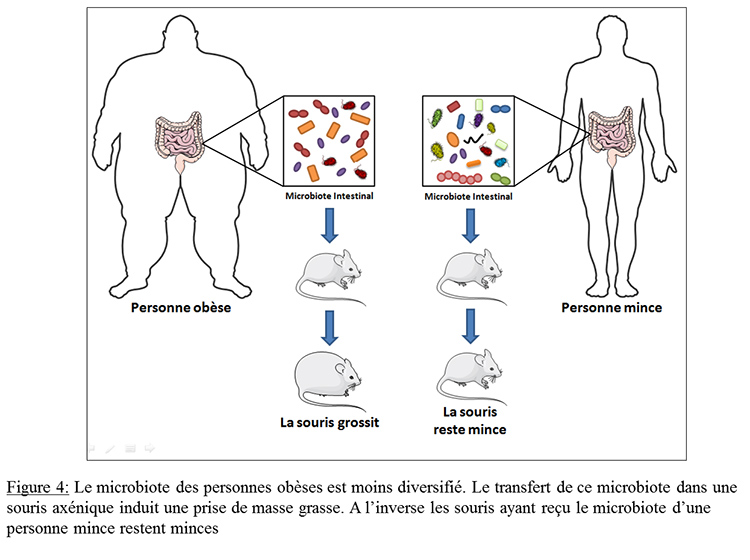 Microbiote Intestinal
Microbiote Intestinal
Personne obèse
Personne mince
La souris grossit
La souris
reste mince
Figure 4: Le microbiote des personnes obèses est moins diversifié. Le transfert de ce microbiote dans une
souris axénique induit une prise de masse grasse. A l’inverse les souris ayant reçu le microbiote d’une
personne mince restent minces